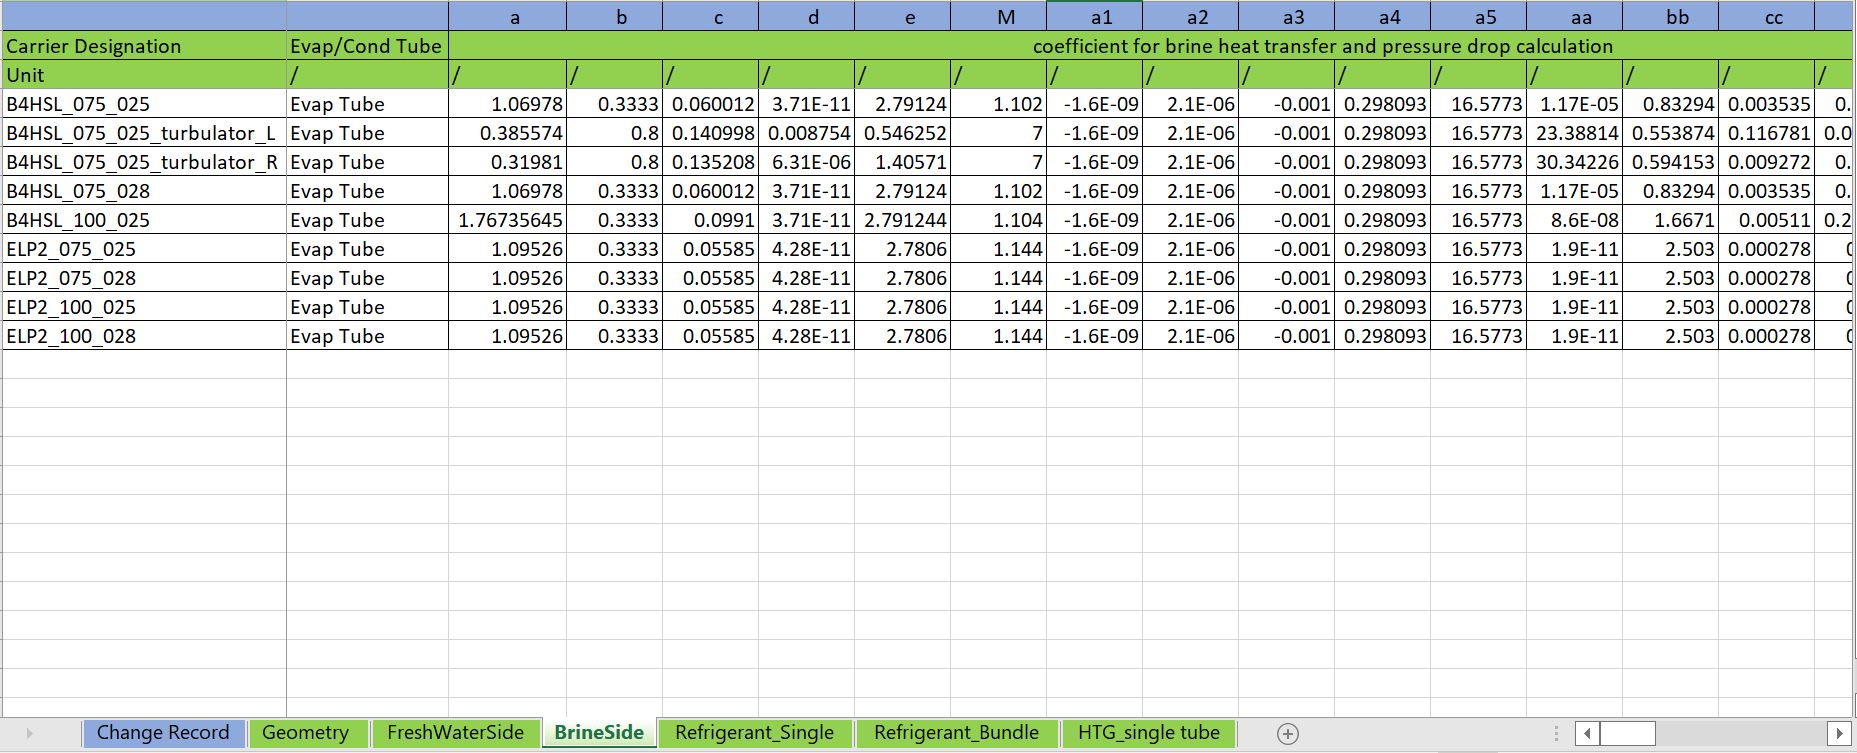 a b c d e M a1 a2 a3 a4 a5 aa bb cc
Carrier Designation Evap/Cond Tube coefficient for brine heat transfer and pressure drop calculation
Unit / / / / / / / / / / / / / / / /
B4HSL_075_025 Evap Tube 1.06978 0.3333 0.060012 3.71E-11 2.79124 1.102 -1.6E-09 2.1E-06 -0.001 0.298093 16.5773 1.17E-05 0.83294 0.003535 0.
B4HSL_075_025_turbulator_L Evap Tube 0.385574 0.8 0.140998 0.008754 0.546252 7 -1.6E-09 2.1E-06 -0.001 0.298093 16.5773 23.38814 0.553874 0.116781 0.0
B4HSL_075_025_turbulator_R Evap Tube 0.31981 0.8 0.135208 6.31E-06 1.40571 7 -1.6E-09 2.1E-06 -0.001 0.298093 16.5773 30.34226 0.594153 0.009272 0.
B4HSL_075_028 Evap Tube 1.06978 0.3333 0.060012 3.71E-11 2.79124 1.102 -1.6E-09 2.1E-06 -0.001 0.298093 16.5773 1.17E-05 0.83294 0.003535 0.
B4HSL_100_025 Evap Tube 1.76735645 0.3333 0.0991 3.71E-11 2.791244 1.104 -1.6E-09 2.1E-06 -0.001 0.298093 16.5773 8.6E-08 1.6671 0.00511 0.2
ELP2_075_025 Evap Tube 1.09526 0.3333 0.05585 4.28E-11 2.7806 1.144 -1.6E-09 2.1E-06 -0.001 0.298093 16.5773 1.9E-11 2.503 0.000278
ELP2_075_028 Evap Tube 1.09526 0.3333 0.05585 4.28E-11 2.7806 1.144 -1.6E-09 2.1E-06 -0.001 0.298093 16.5773 1.9E-11 2.503 0.000278
ELP2_100_025 Evap Tube 1.09526 0.3333 0.05585 4.28E-11 2.7806 1.144 -1.6E-09 2.1E-06 -0.001 0.298093 16.5773 1.9E-11 2.503 0.000278
ELP2_100_028 Evap Tube 1.09526 0.3333 0.05585 4.28E-11 2.7806 1.144 -1.6E-09 2.1E-06 -0.001 0.298093 16.5773 1.9E-11 2.503 0.000278
Change Record Geometry FreshWaterSide BrineSide Refrigerant_Single Refrigerant_Bundle HTG_single tube